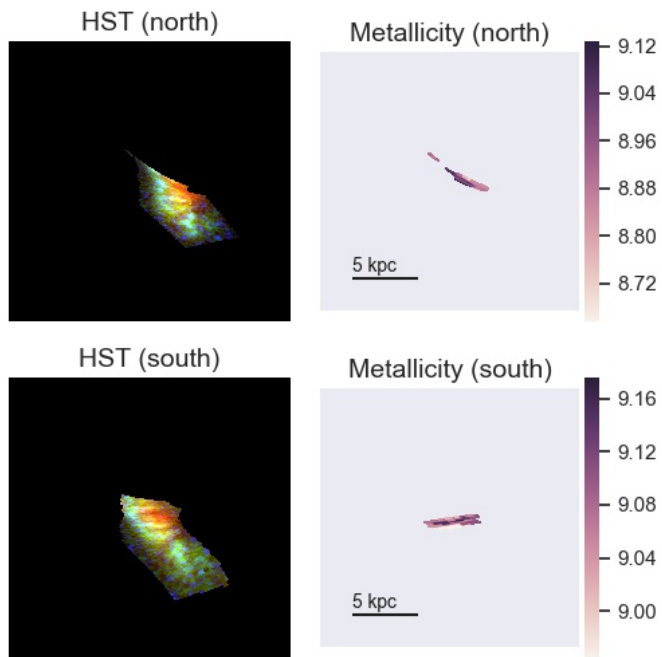 HST (north)
Metallicity (north)
9.12
9.04
8.96
8.88
8.80
8.72
5 kpc
HST (south)
Metallicity (south)
9.16
9.12
9.08
9.04
9.00
5 kpc